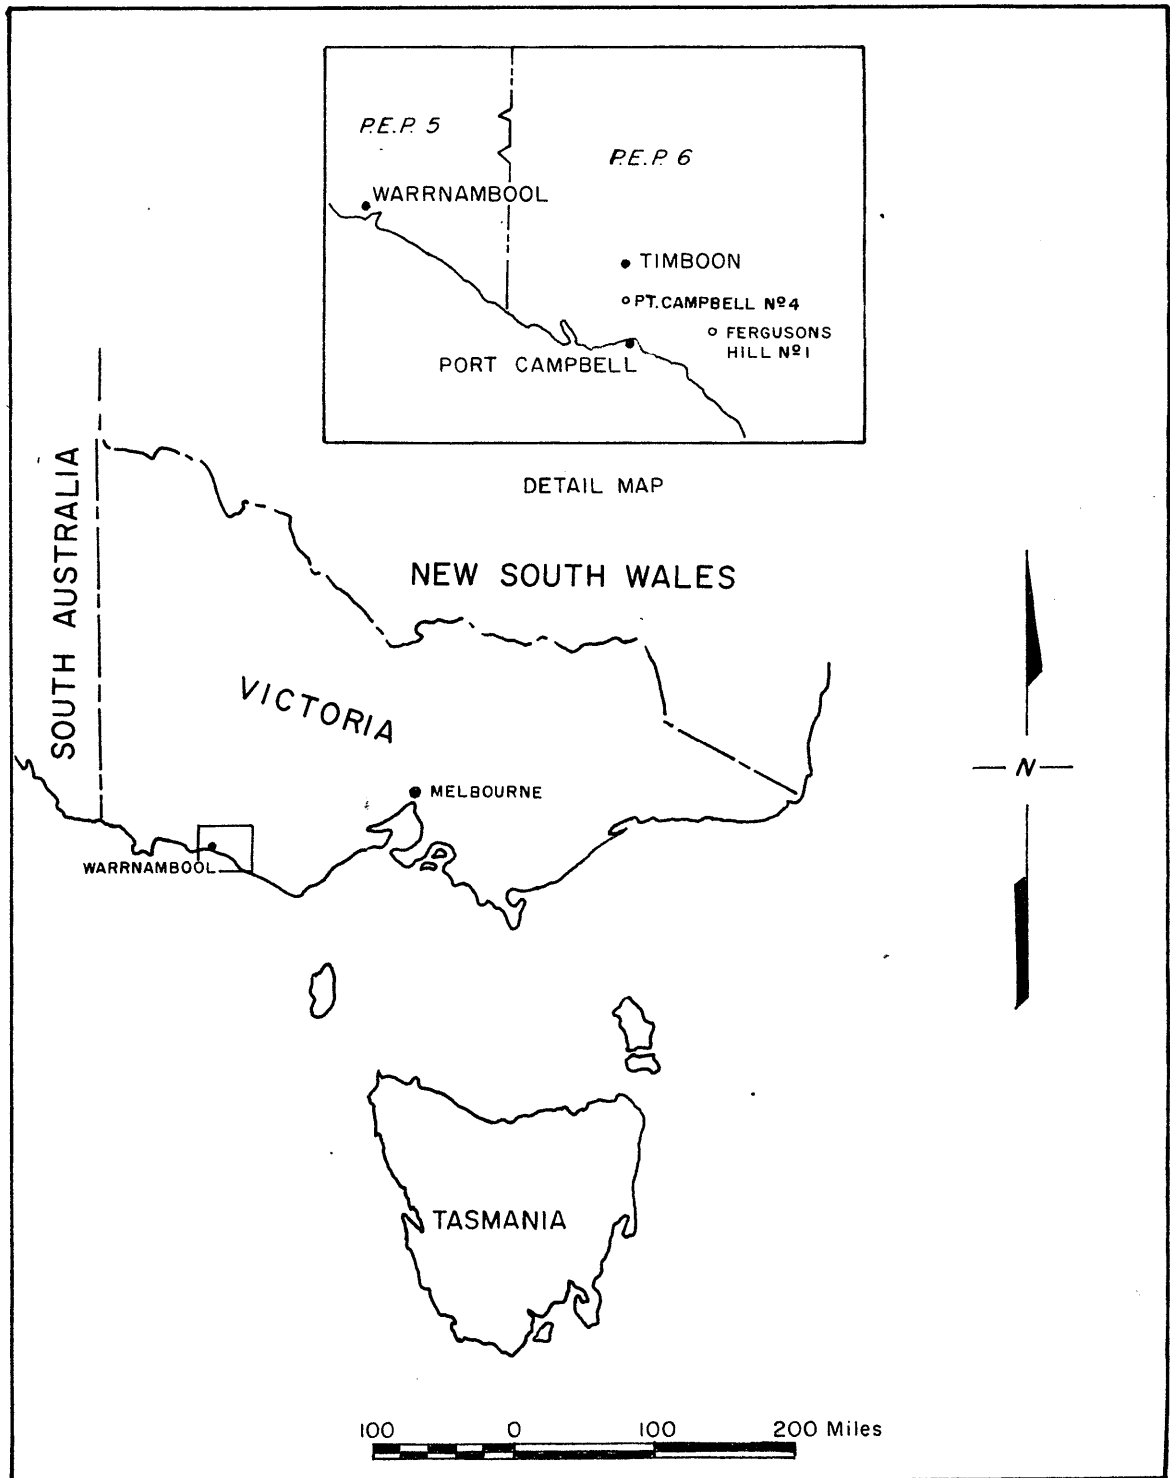 P.E.P. 5
P.E.P. 6
WARRNAMBOOL
TIMBOON
PT. CAMPBELL Nº4
FERGUSONS
HILL Nº1
PORT CAMPBELL
DETAIL MAP
SOUTH AUSTRALIA
NEW SOUTH WALES
VICTORIA
MELBOURNE
WARRNAMBOOL
N
TASMANIA
100 0 100 200 Miles